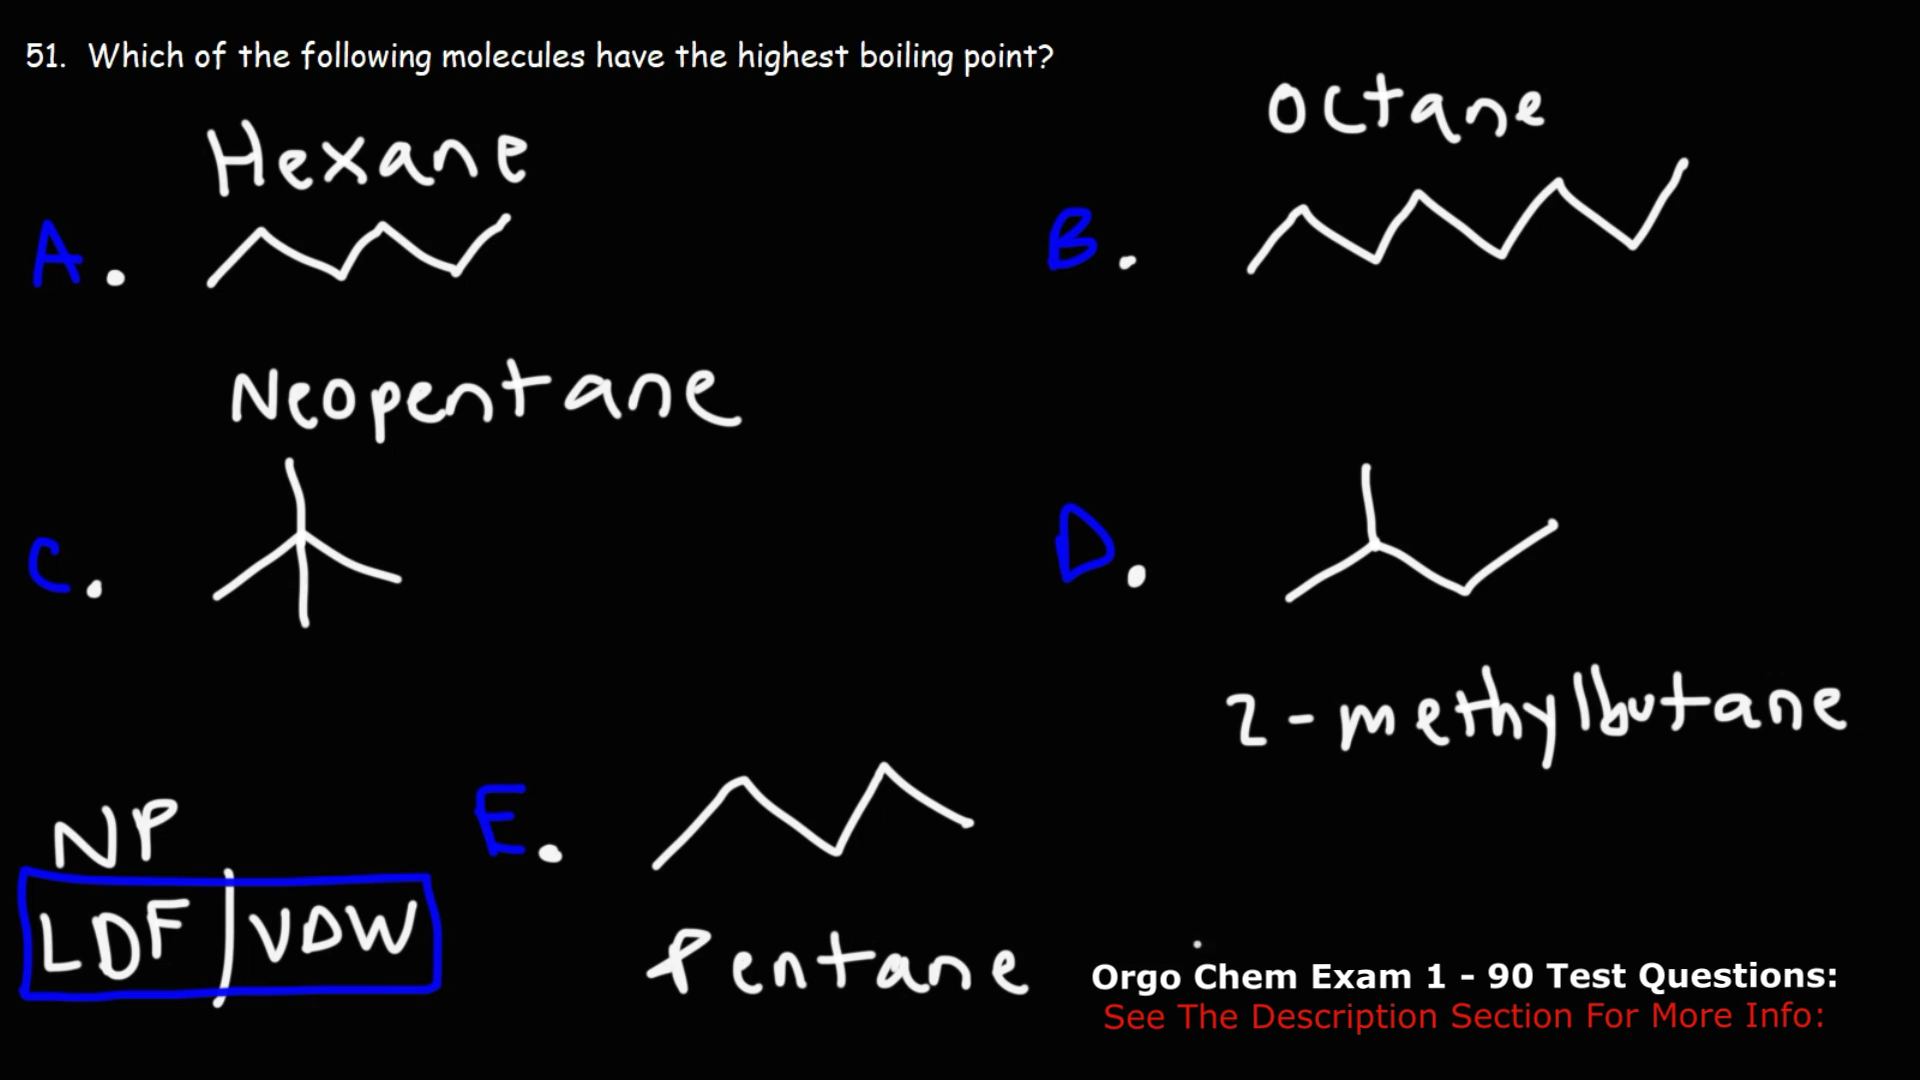 51. Which of the following molecules have the highest boiling point?
Hexane
A.
Octane
B.
Neopentane
C.
D.
2-methylbutane
E.
Pentane
NP
LDF/VDW
Orgo Chem Exam 1 - 90 Test Questions:
See The Description Section For More Info: